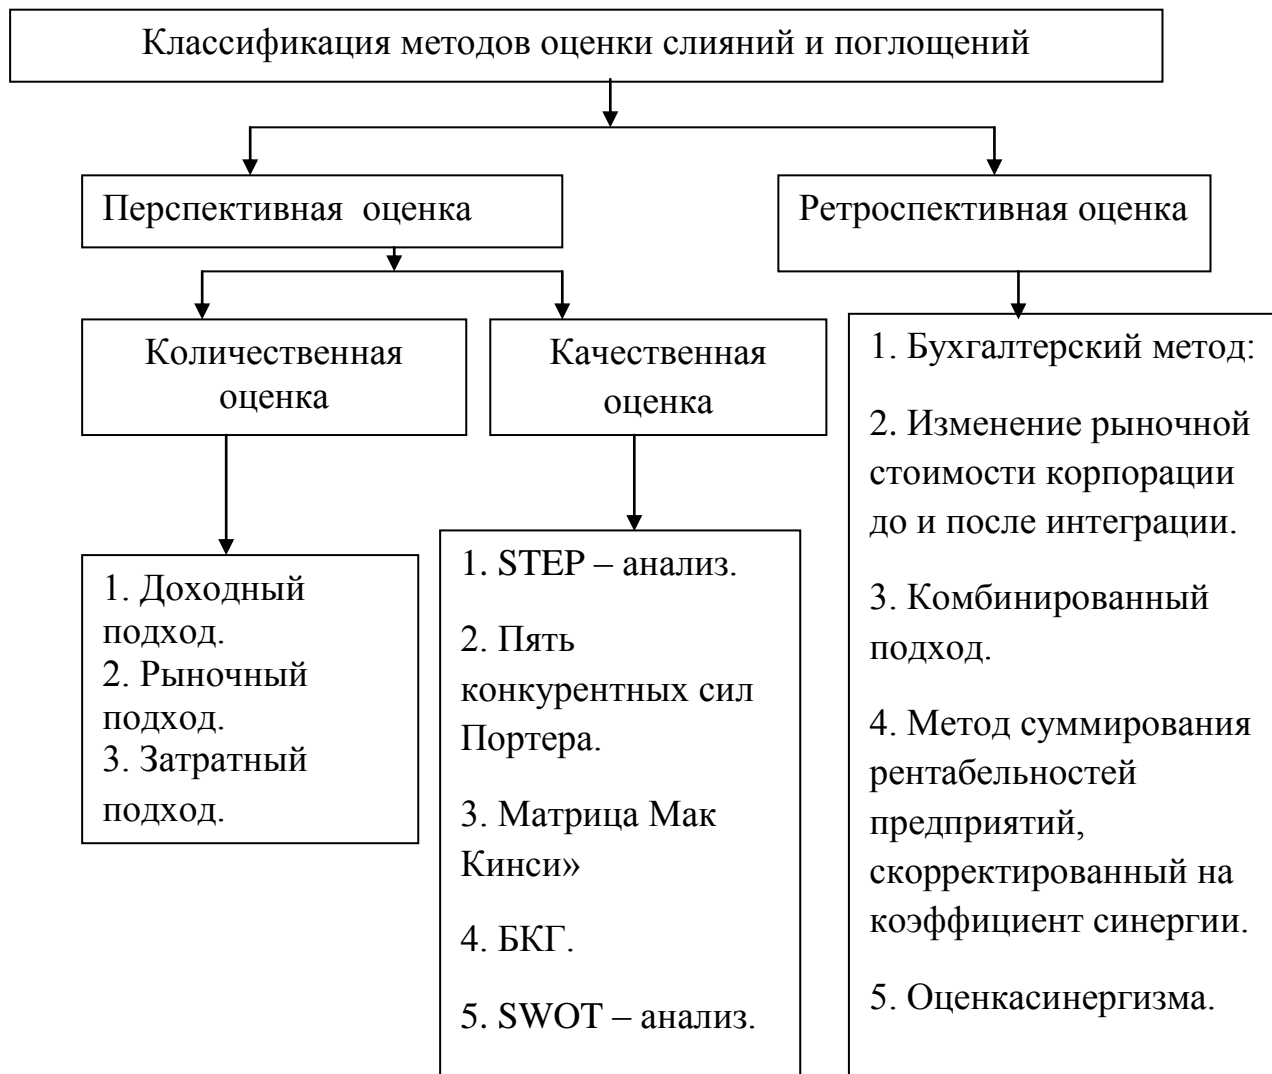 Классификация методов оценки слияний и поглощений
Перспективная оценка
Ретроспективная оценка
Количественная
оценка
Качественная
оценка
1. Доходный
подход.
2. Рыночный
подход.
3. Затратный
подход.
1. STEP – анализ.
2. Пять
конкурентных сил
Портера.
3. Матрица Мак
Кинси»
4. БКГ.
5. SWOT – анализ.
1. Бухгалтерский метод:
2. Изменение рыночной
стоимости корпорации
до и после интеграции.
3. Комбинированный
подход.
4. Метод суммирования
рентабельностей
предприятий,
скорректированный на
коэффициент синергии.
5. Оценкасинергизма.